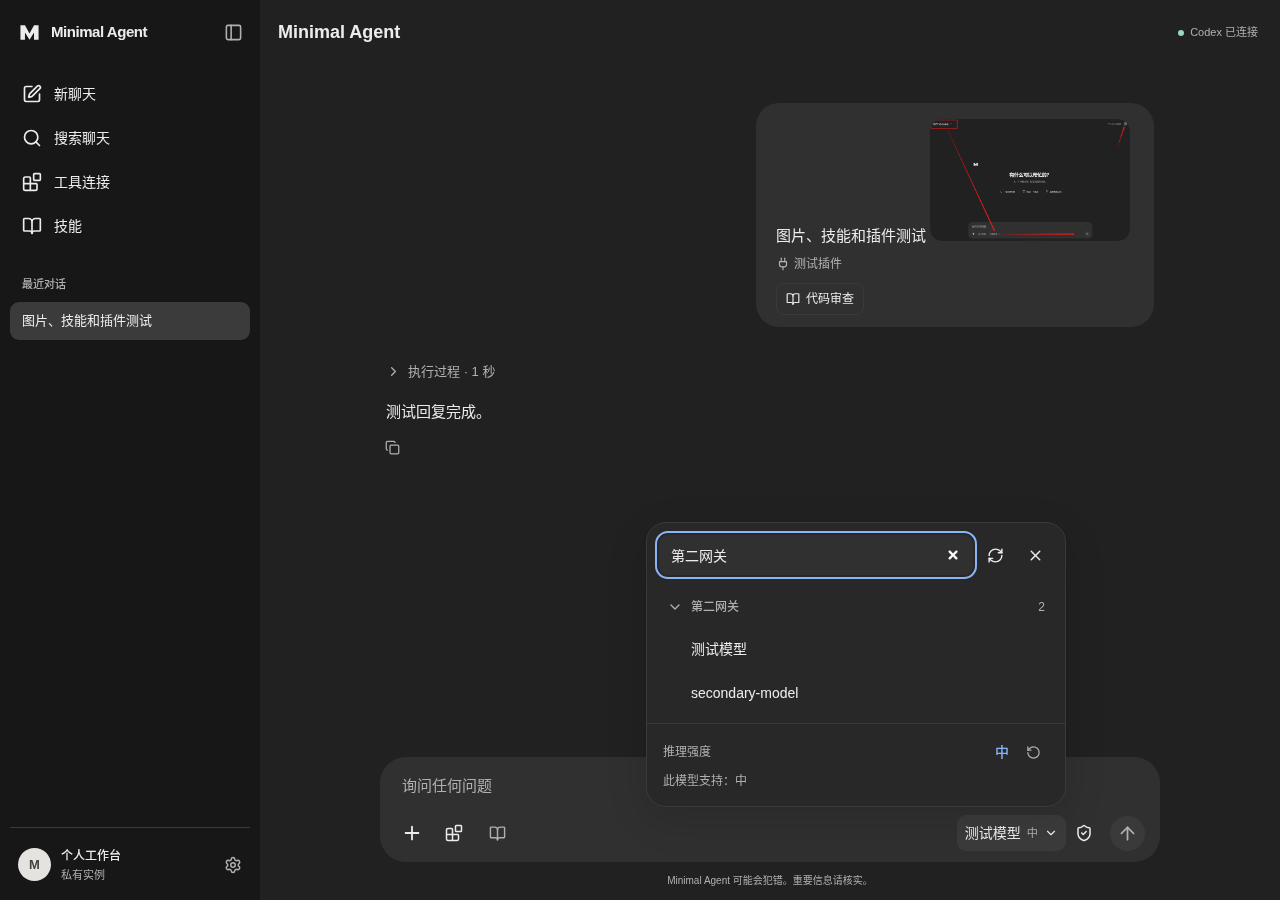 Minimal Agent
新聊天
搜索聊天
工具连接
技能
最近对话
图片、技能和插件测试
M
个人工作台
私有实例
Minimal Agent
Codex 已连接
图片、技能和插件测试
测试插件
代码审查
执行过程 · 1 秒
测试回复完成。
第二网关
第二网关 2
测试模型
secondary-model
推理强度 中
此模型支持：中
询问任何问题
测试模型 中
Minimal Agent 可能会犯错。重要信息请核实。